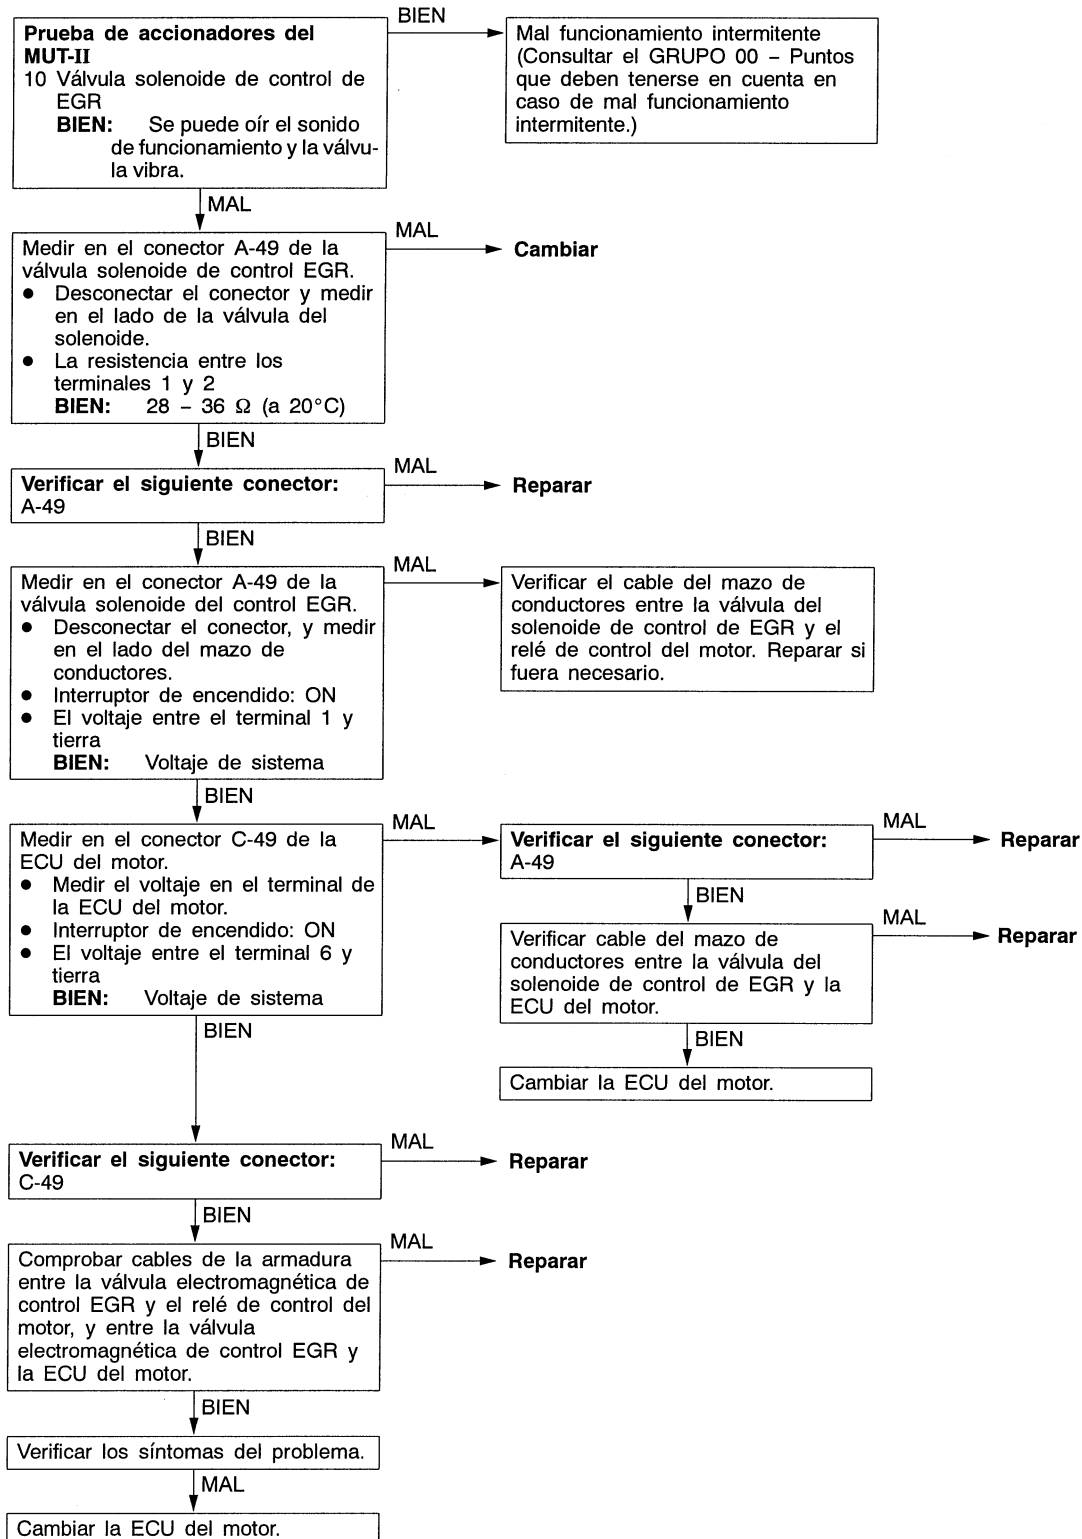 Prueba de accionadores del
MUT-II
10 Válvula solenoide de control de
EGR
BIEN: Se puede oír el sonido
de funcionamiento y la válvu-
la vibra.
BIEN
Mal funcionamiento intermitente
(Consultar el GRUPO 00 – Puntos
que deben tenerse en cuenta en
caso de mal funcionamiento
intermitente.)
MAL
Medir en el conector A-49 de la
válvula solenoide de control EGR.
● Desconectar el conector y medir
en el lado de la válvula del
solenoide.
● La resistencia entre los
terminales 1 y 2
BIEN: 28 – 36 Ω (a 20°C)
MAL
Cambiar
BIEN
Verificar el siguiente conector:
A-49
MAL
Reparar
BIEN
Medir en el conector A-49 de la
válvula solenoide del control EGR.
● Desconectar el conector, y medir
en el lado del mazo de
conductores.
● Interruptor de encendido: ON
● El voltaje entre el terminal 1 y
tierra
BIEN: Voltaje de sistema
MAL
Verificar el cable del mazo de
conductores entre la válvula del
solenoide de control de EGR y el
relé de control del motor. Reparar si
fuera necesario.
BIEN
Medir en el conector C-49 de la
ECU del motor.
● Medir el voltaje en el terminal de
la ECU del motor.
● Interruptor de encendido: ON
● El voltaje entre el terminal 6 y
tierra
BIEN: Voltaje de sistema
MAL
Verificar el siguiente conector:
A-49
MAL
Reparar
BIEN
Verificar cable del mazo de
conductores entre la válvula del
solenoide de control de EGR y la
ECU del motor.
MAL
Reparar
BIEN
Cambiar la ECU del motor.
BIEN
Verificar el siguiente conector:
C-49
MAL
Reparar
BIEN
Comprobar cables de la armadura
entre la válvula electromagnética de
control EGR y el relé de control del
motor, y entre la válvula
electromagnética de control EGR y
la ECU del motor.
MAL
Reparar
BIEN
Verificar los síntomas del problema.
MAL
Cambiar la ECU del motor.